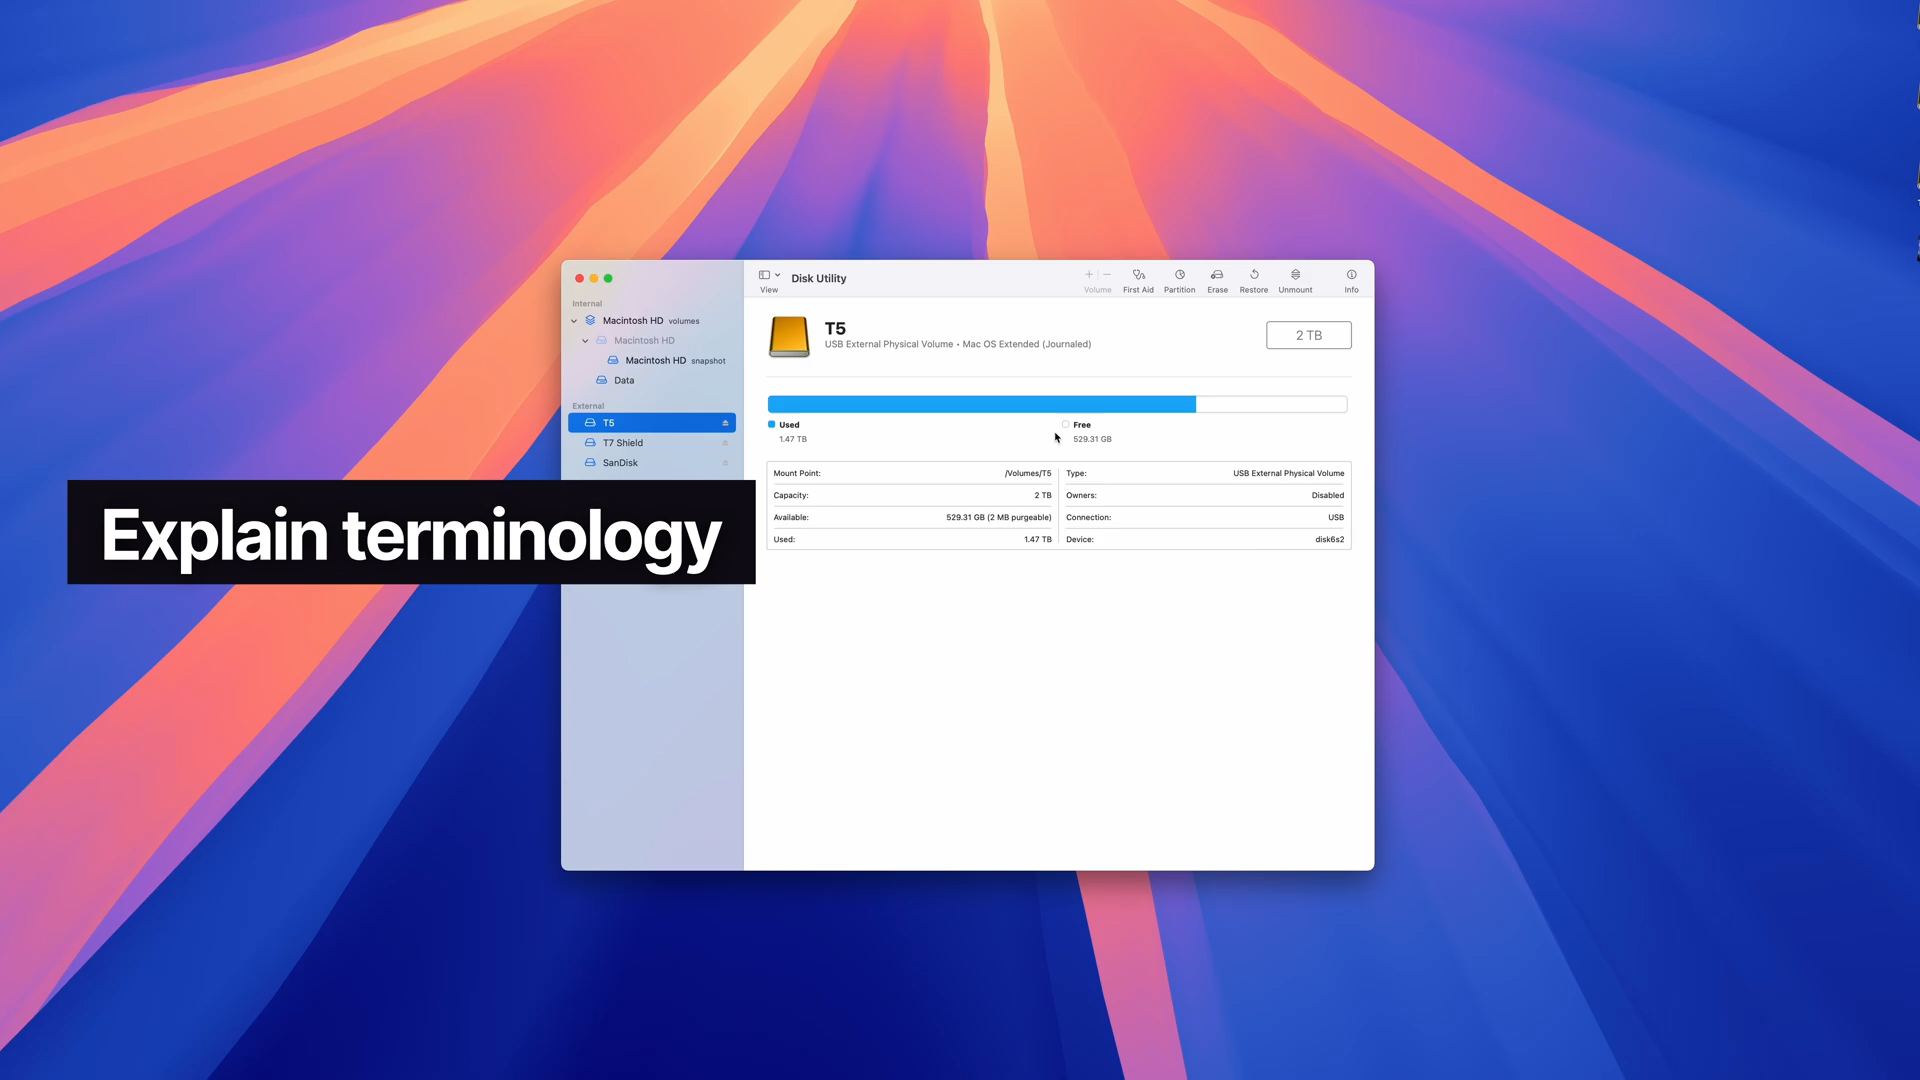 View
Disk Utility
Volume
First Aid
Partition
Erase
Restore
Unmount
Info
Internal
Macintosh HD volumes
Macintosh HD
Macintosh HD snapshot
Data
External
T5
T7 Shield
SanDisk
T5
USB External Physical Volume • Mac OS Extended (Journaled)
2 TB
Used
1.47 TB
Free
529.31 GB
Mount Point: /Volumes/T5
Capacity: 2 TB
Available: 529.31 GB (2 MB purgeable)
Used: 1.47 TB
Type: USB External Physical Volume
Owners: Disabled
Connection: USB
Device: disk6s2
Explain terminology